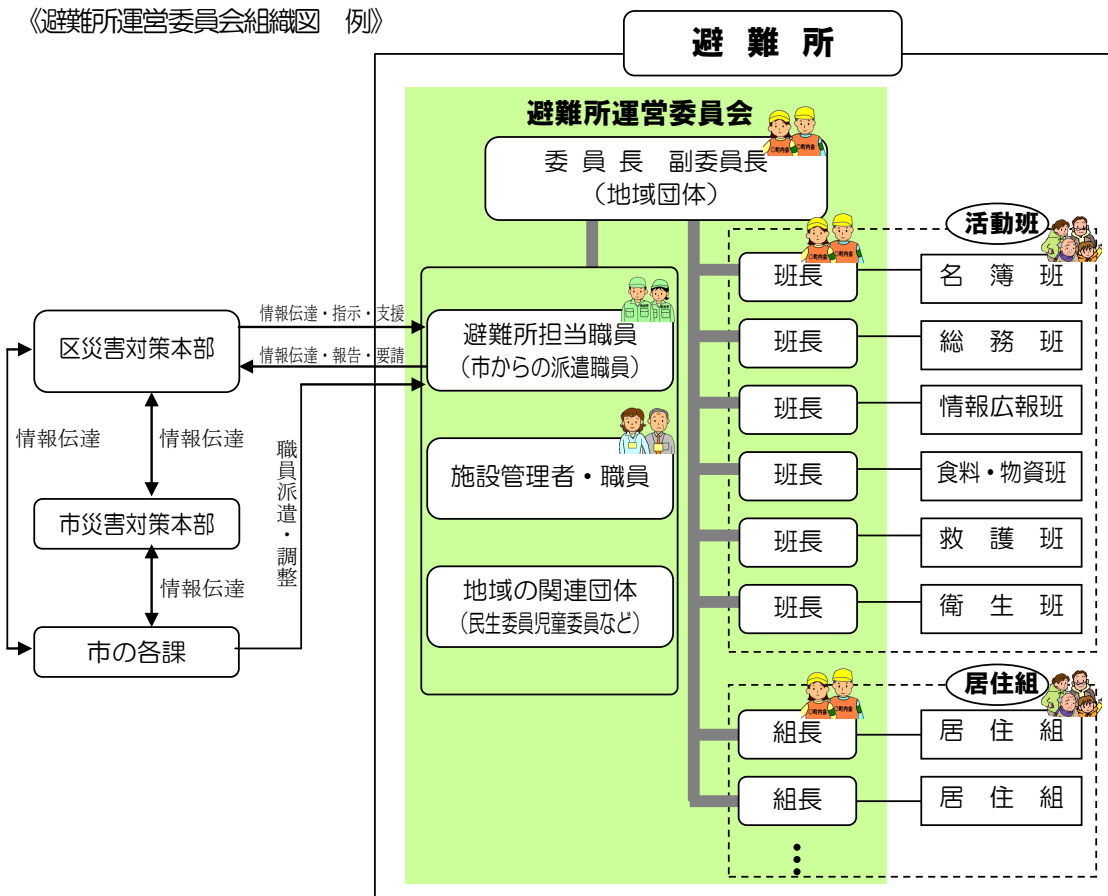 《避難所運営委員会組織図　例》
避難所
避難所運営委員会
委員長　副委員長
（地域団体）
活動班
班長
名簿班
班長
総務班
班長
情報広報班
班長
食料・物資班
班長
救護班
班長
衛生班
居住組
組長
居住組
組長
居住組
避難所担当職員
（市からの派遣職員）
施設管理者・職員
地域の関連団体
（民生委員児童委員など）
情報伝達・指示・支援
情報伝達・報告・要請
区災害対策本部
情報伝達
情報伝達
職員派遣・調整
市災害対策本部
情報伝達
市の各課